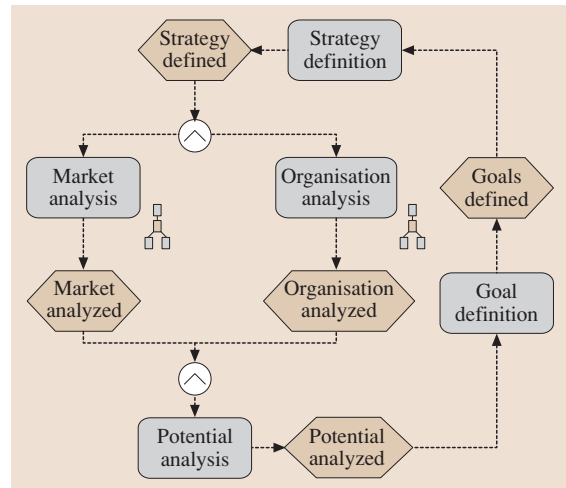 Strategy
defined
Strategy
definition
Market
analysis
Organisation
analysis
Goals
defined
Market
analyzed
Organisation
analyzed
Goal
definition
Potential
analysis
Potential
analyzed